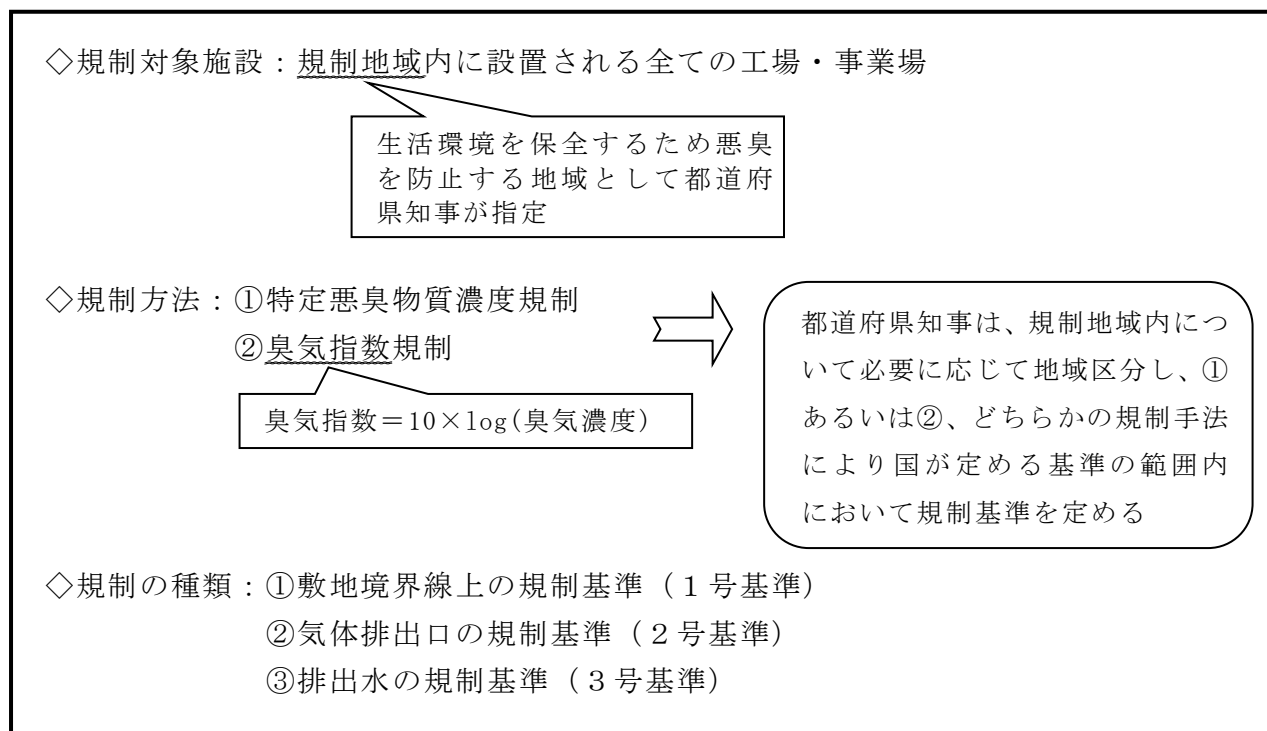 ◇規制対象施設：規制地域内に設置される全ての工場・事業場
生活環境を保全するため悪臭
を防止する地域として都道府
県知事が指定
◇規制方法：①特定悪臭物質濃度規制
②臭気指数規制
臭気指数＝10×log(臭気濃度)
都道府県知事は、規制地域内につ
いて必要に応じて地域区分し、①
あるいは②、どちらかの規制手法
により国が定める基準の範囲内
において規制基準を定める
◇規制の種類：①敷地境界線上の規制基準（１号基準）
②気体排出口の規制基準（２号基準）
③排出水の規制基準（３号基準）